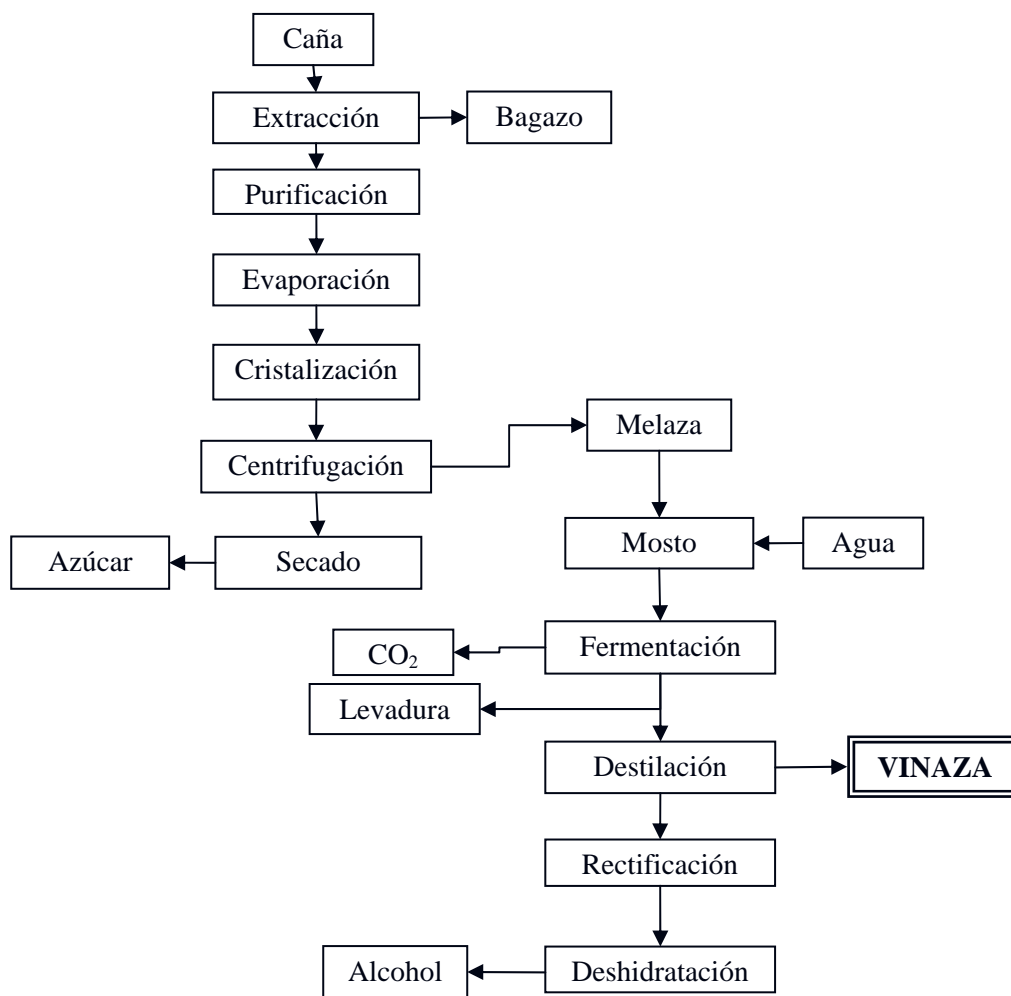 Caña
Extracción
Bagazo
Purificación
Evaporación
Cristalización
Melaza
Centrifugación
Mosto
Agua
Azúcar
Secado
Fermentación
CO₂
Levadura
Destilación
VINAZA
Rectificación
Alcohol
Deshidratación